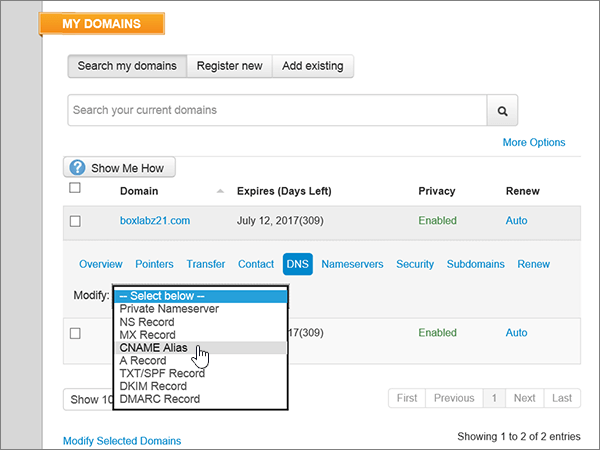 MY DOMAINS
Search my domains Register new Add existing
Search your current domains
More Options
? Show Me How
Domain Expires (Days Left) Privacy Renew
boxlabz21.com July 12, 2017(309) Enabled Auto
Overview Pointers Transfer Contact DNS Nameservers Security Subdomains Renew
Modify: -- Select below --
Private Nameserver
NS Record
MX Record
17(309) Enabled Auto
CNAME Alias
A Record
TXT/SPF Record
DKIM Record
DMARC Record
Show 10 First Previous 1 Next Last
Modify Selected Domains Showing 1 to 2 of 2 entries